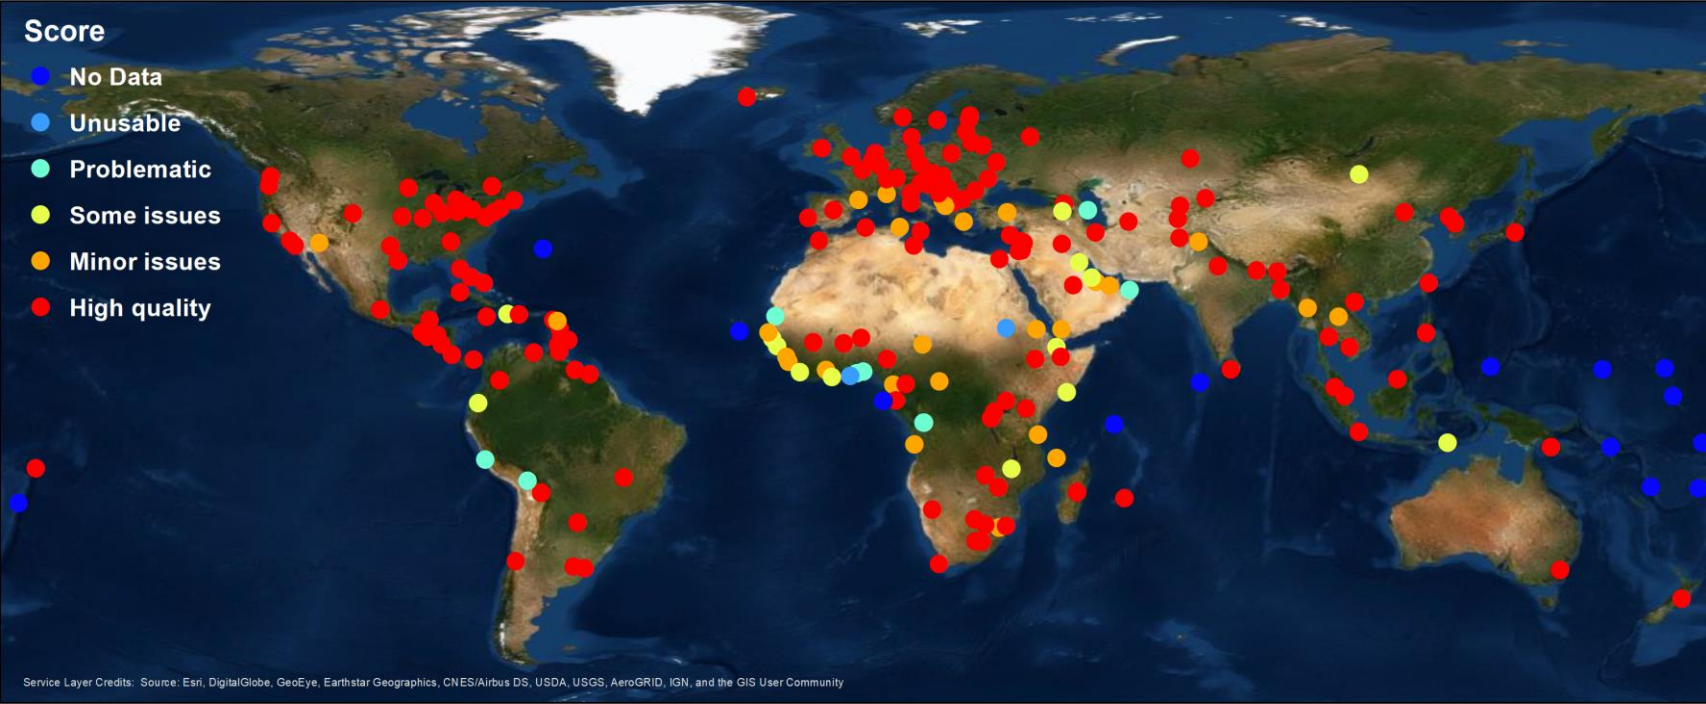 Score
No Data
Unusable
Problematic
Some issues
Minor issues
High quality
Service Layer Credits: Source: Esri, DigitalGlobe, GeoEye, Earthstar Geographics, CNES/Airbus DS, USDA, USGS, AeroGRID, IGN, and the GIS User Community